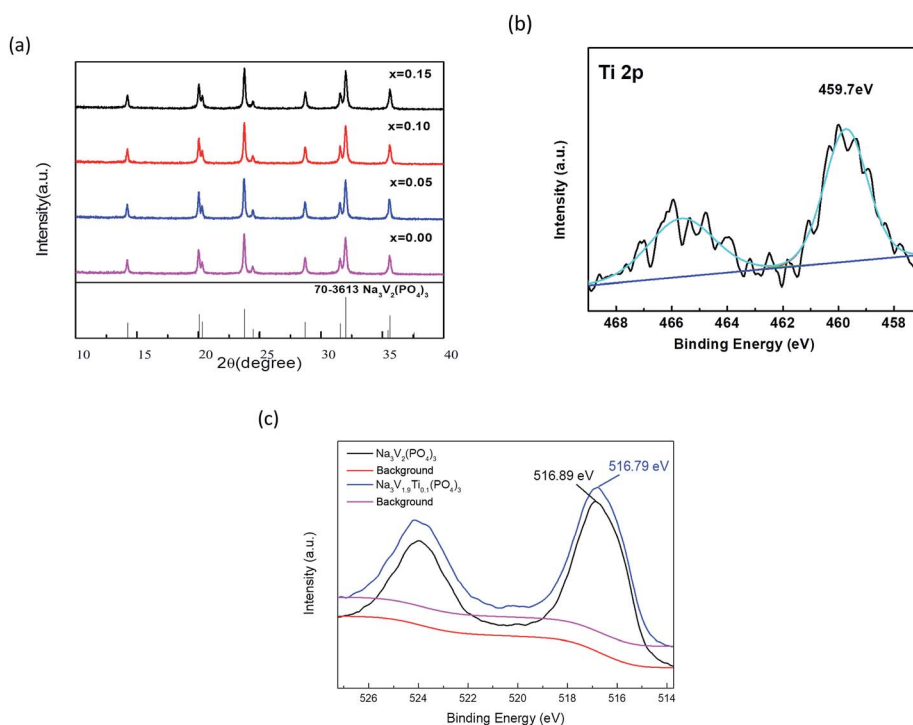 (a)
x=0.15
x=0.10
x=0.05
x=0.00
70-3613 Na₃V₂(PO₄)₃
Intensity(a.u.)
10 15 20 25 30 35 40
2θ(degree)
(b)
Ti 2p
459.7eV
Intensity (a.u.)
468 466 464 462 460 458
Binding Energy (eV)
(c)
Na₃V₂(PO₄)₃
Background
Na₃V₁.₉Ti₀.₁(PO₄)₃
Background
516.79 eV
516.89 eV
Intensity (a.u.)
526 524 522 520 518 516 514
Binding Energy (eV)